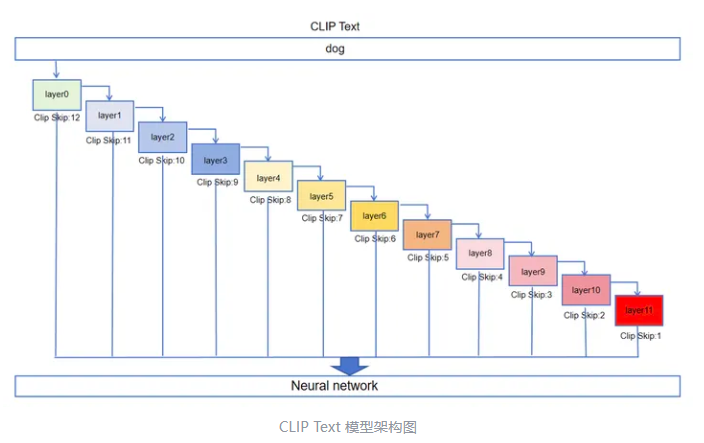 CLIP Text
dog
layer0
Clip Skip:12
layer1
Clip Skip:11
layer2
Clip Skip:10
layer3
Clip Skip:9
layer4
Clip Skip:8
layer5
Clip Skip:7
layer6
Clip Skip:6
layer7
Clip Skip:5
layer8
Clip Skip:4
layer9
Clip Skip:3
layer10
Clip Skip:2
layer11
Clip Skip:1
Neural network
CLIP Text 模型架构图